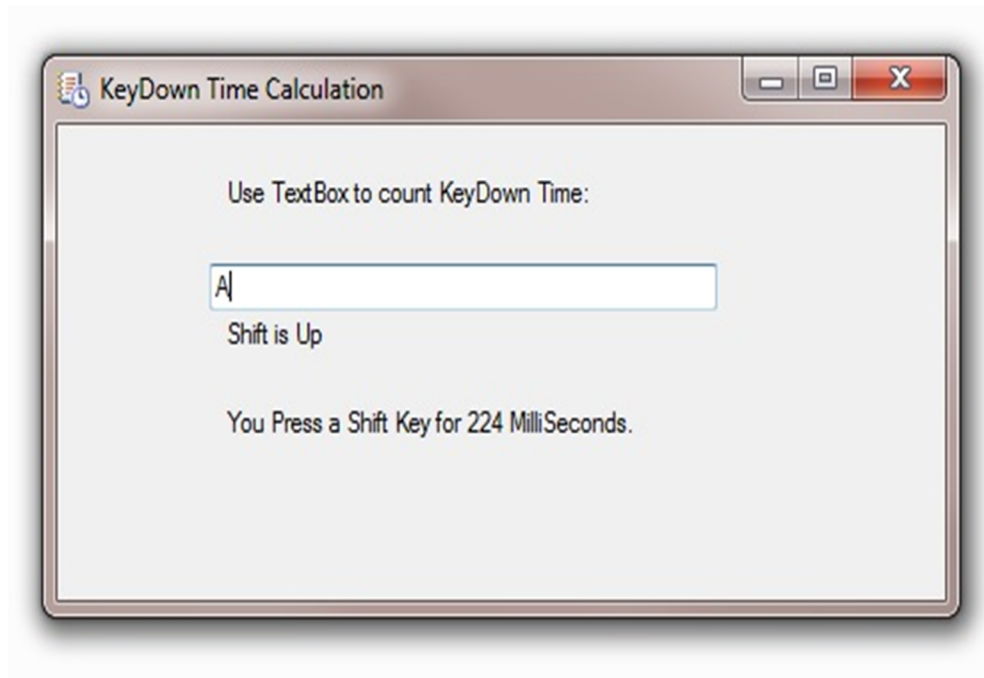 KeyDown Time Calculation
Use TextBox to count KeyDown Time:
A
Shift is Up
You Press a Shift Key for 224 MilliSeconds.